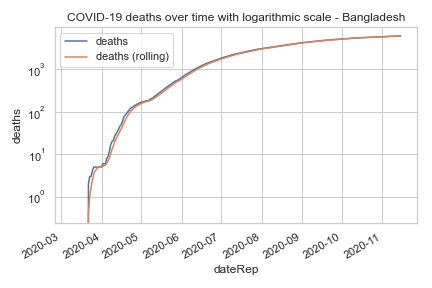 COVID-19 deaths over time with logarithmic scale - Bangladesh
deaths
deaths (rolling)
10³
10²
10¹
10⁰
deaths
2020-03
2020-04
2020-05
2020-06
2020-07
2020-08
2020-09
2020-10
2020-11
dateRep